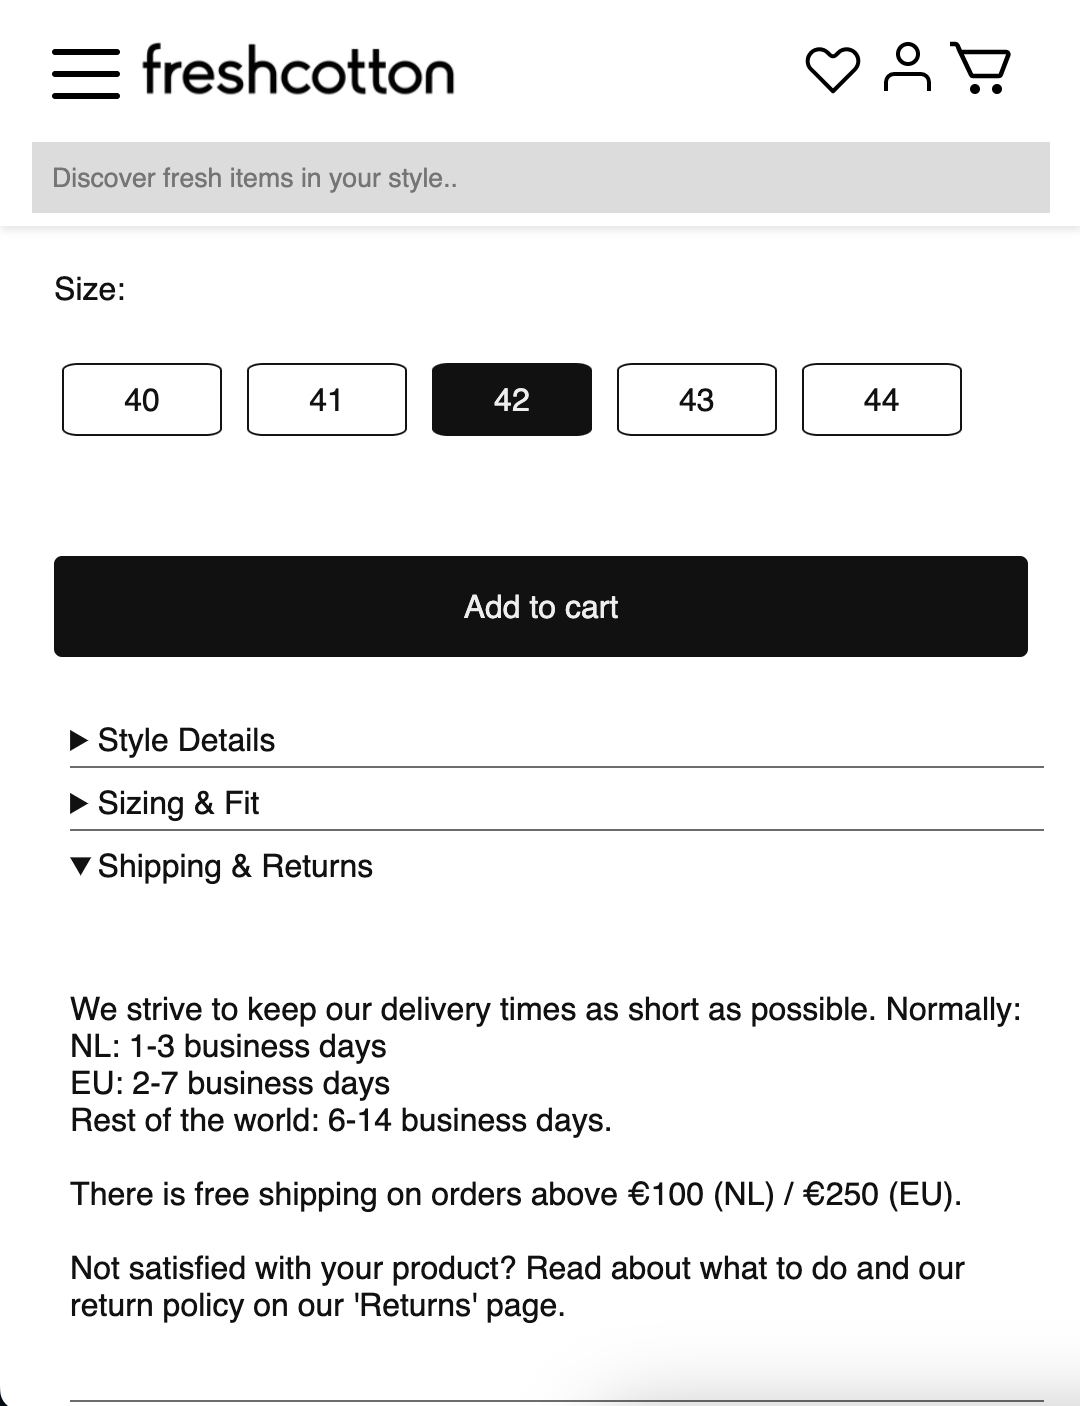 freshcotton
Discover fresh items in your style..
Size:
40 41 42 43 44
Add to cart
Style Details
Sizing & Fit
Shipping & Returns
We strive to keep our delivery times as short as possible. Normally:
NL: 1-3 business days
EU: 2-7 business days
Rest of the world: 6-14 business days.
There is free shipping on orders above €100 (NL) / €250 (EU).
Not satisfied with your product? Read about what to do and our
return policy on our 'Returns' page.